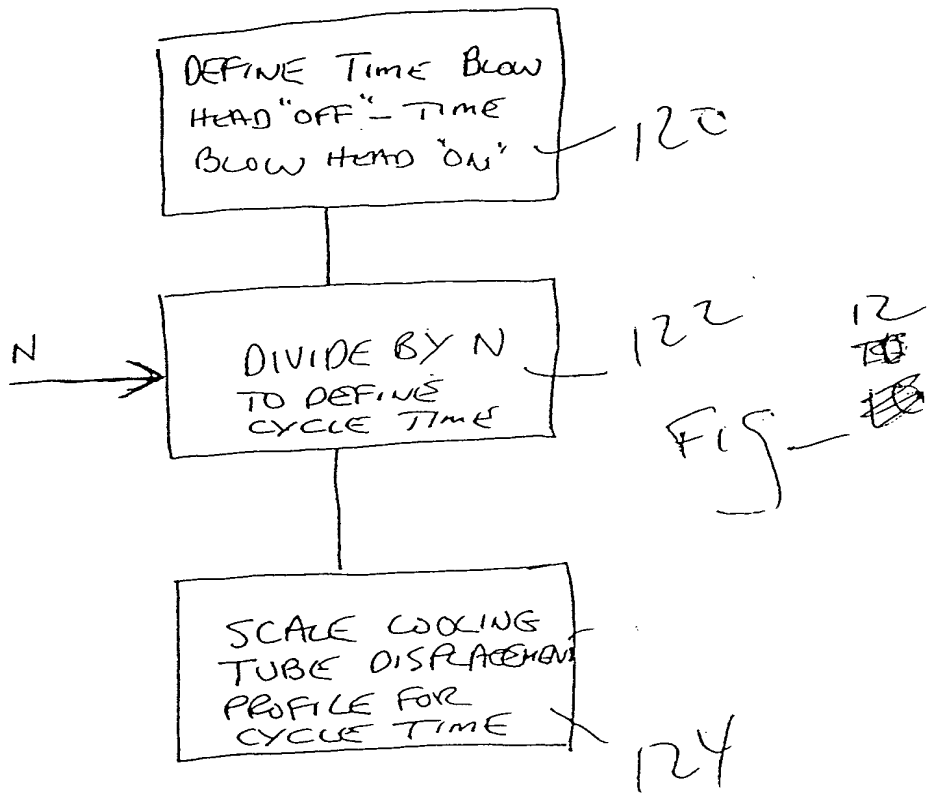 DEFINE TIME BLOW
HEAD "OFF" - TIME
BLOW HEAD "ON"
120
N
DIVIDE BY N
TO DEFINE
CYCLE TIME
122
12
Fig
SCALE COOLING
TUBE DISPLACEMENT
PROFILE FOR
CYCLE TIME
124